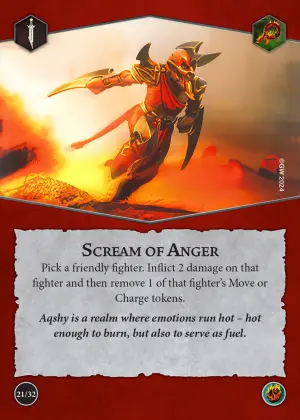 ©GW 2024
SCREAM OF ANGER
Pick a friendly fighter. Inflict 2 damage on that
fighter and then remove 1 of that fighter's Move or
Charge tokens.
Aqshy is a realm where emotions run hot – hot
enough to burn, but also to serve as fuel.
21/32